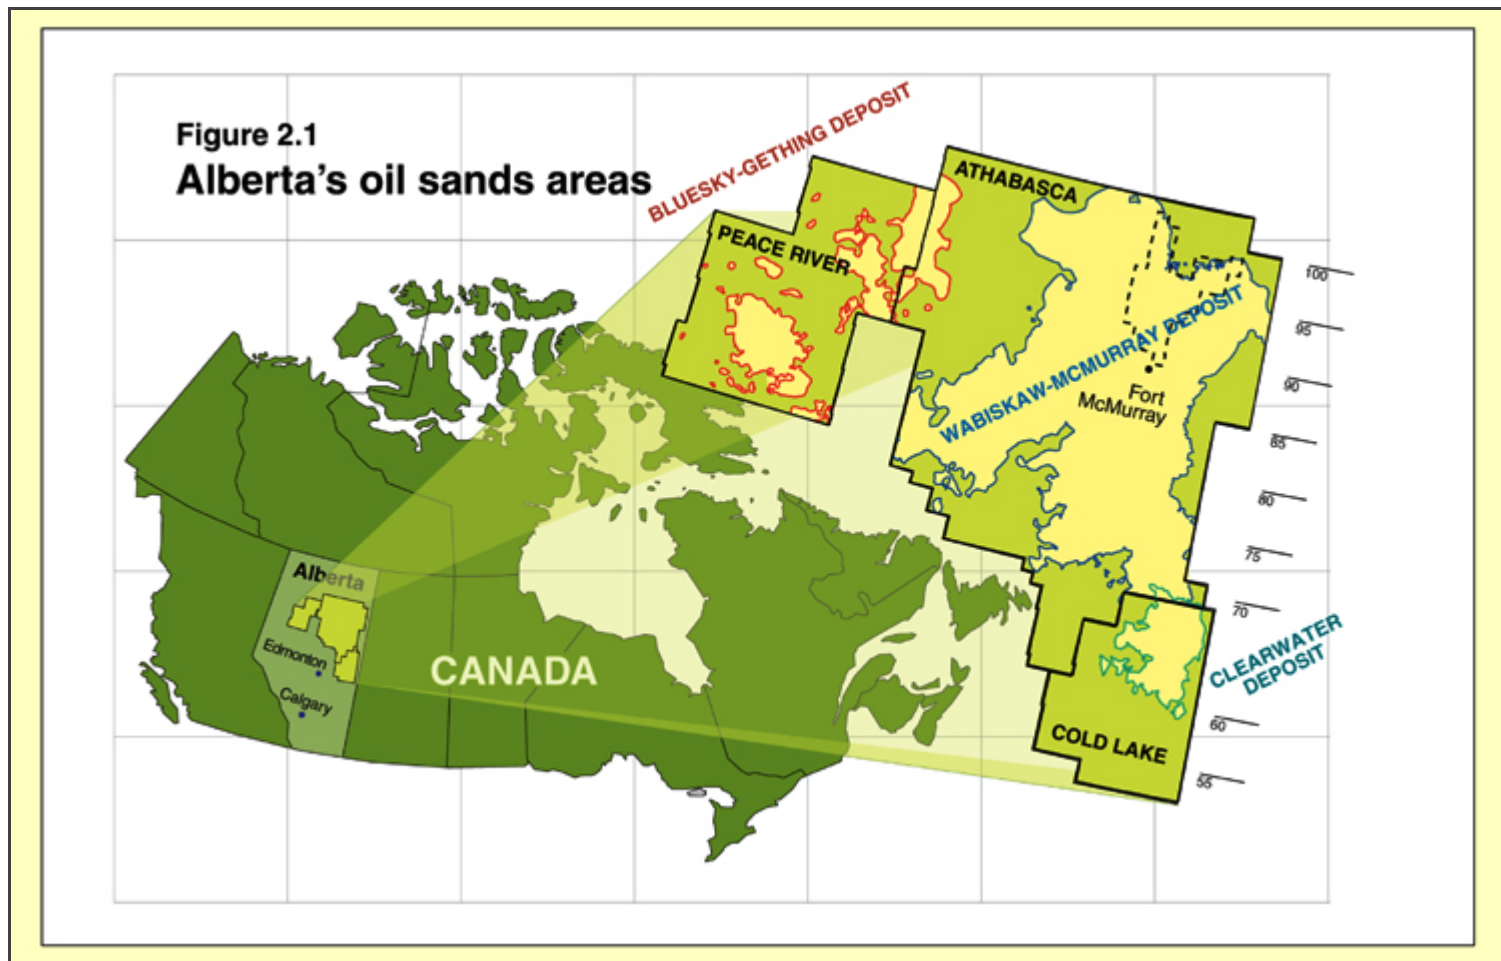 Figure 2.1
Alberta's oil sands areas
BLUESKY-GETHING DEPOSIT
ATHABASCA
PEACE RIVER
WABISKAW-MCMURRAY DEPOSIT
Fort
McMurray
100
95
90
85
80
75
70
60
55
Alberta
Edmonton
Calgary
CANADA
CLEARWATER
DEPOSIT
COLD LAKE